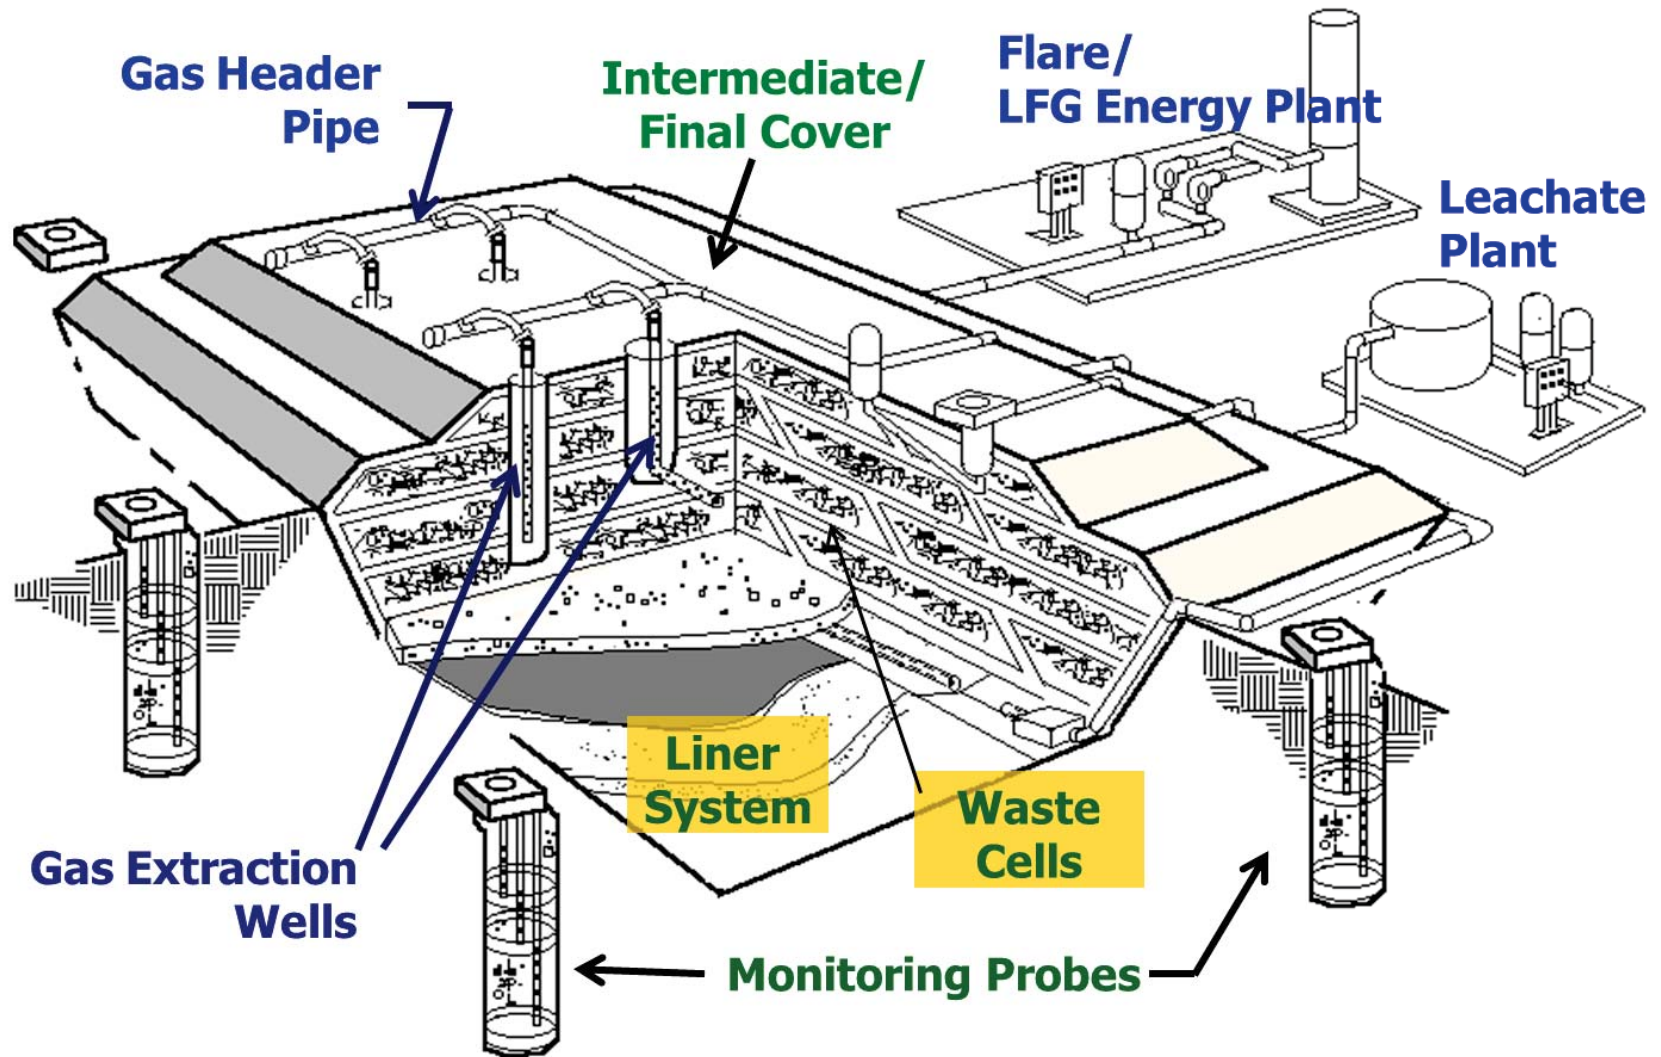 Gas Header
Pipe
Intermediate/
Final Cover
Flare/
LFG Energy Plant
Leachate
Plant
Liner
System
Waste
Cells
Gas Extraction
Wells
Monitoring Probes